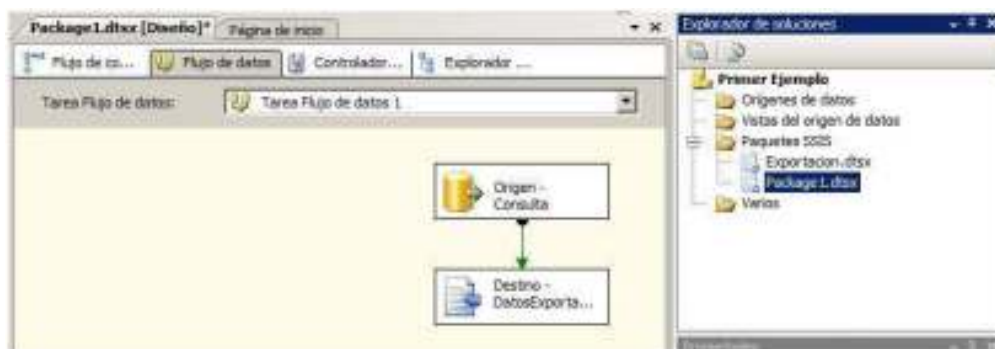 Package1.dtsx [Diseño]*
Página de inicio
Flujo de co...
Flujo de datos
Controlador...
Explorador ...
Tarea Flujo de datos:
Tarea Flujo de datos 1
Origen -
Consulta
Destino -
DatosExporta...
Explorador de soluciones
Primer Ejemplo
Orígenes de datos
Vistas del origen de datos
Paquetes SSIS
Exportacion.dtsx
Package1.dtsx
Varios